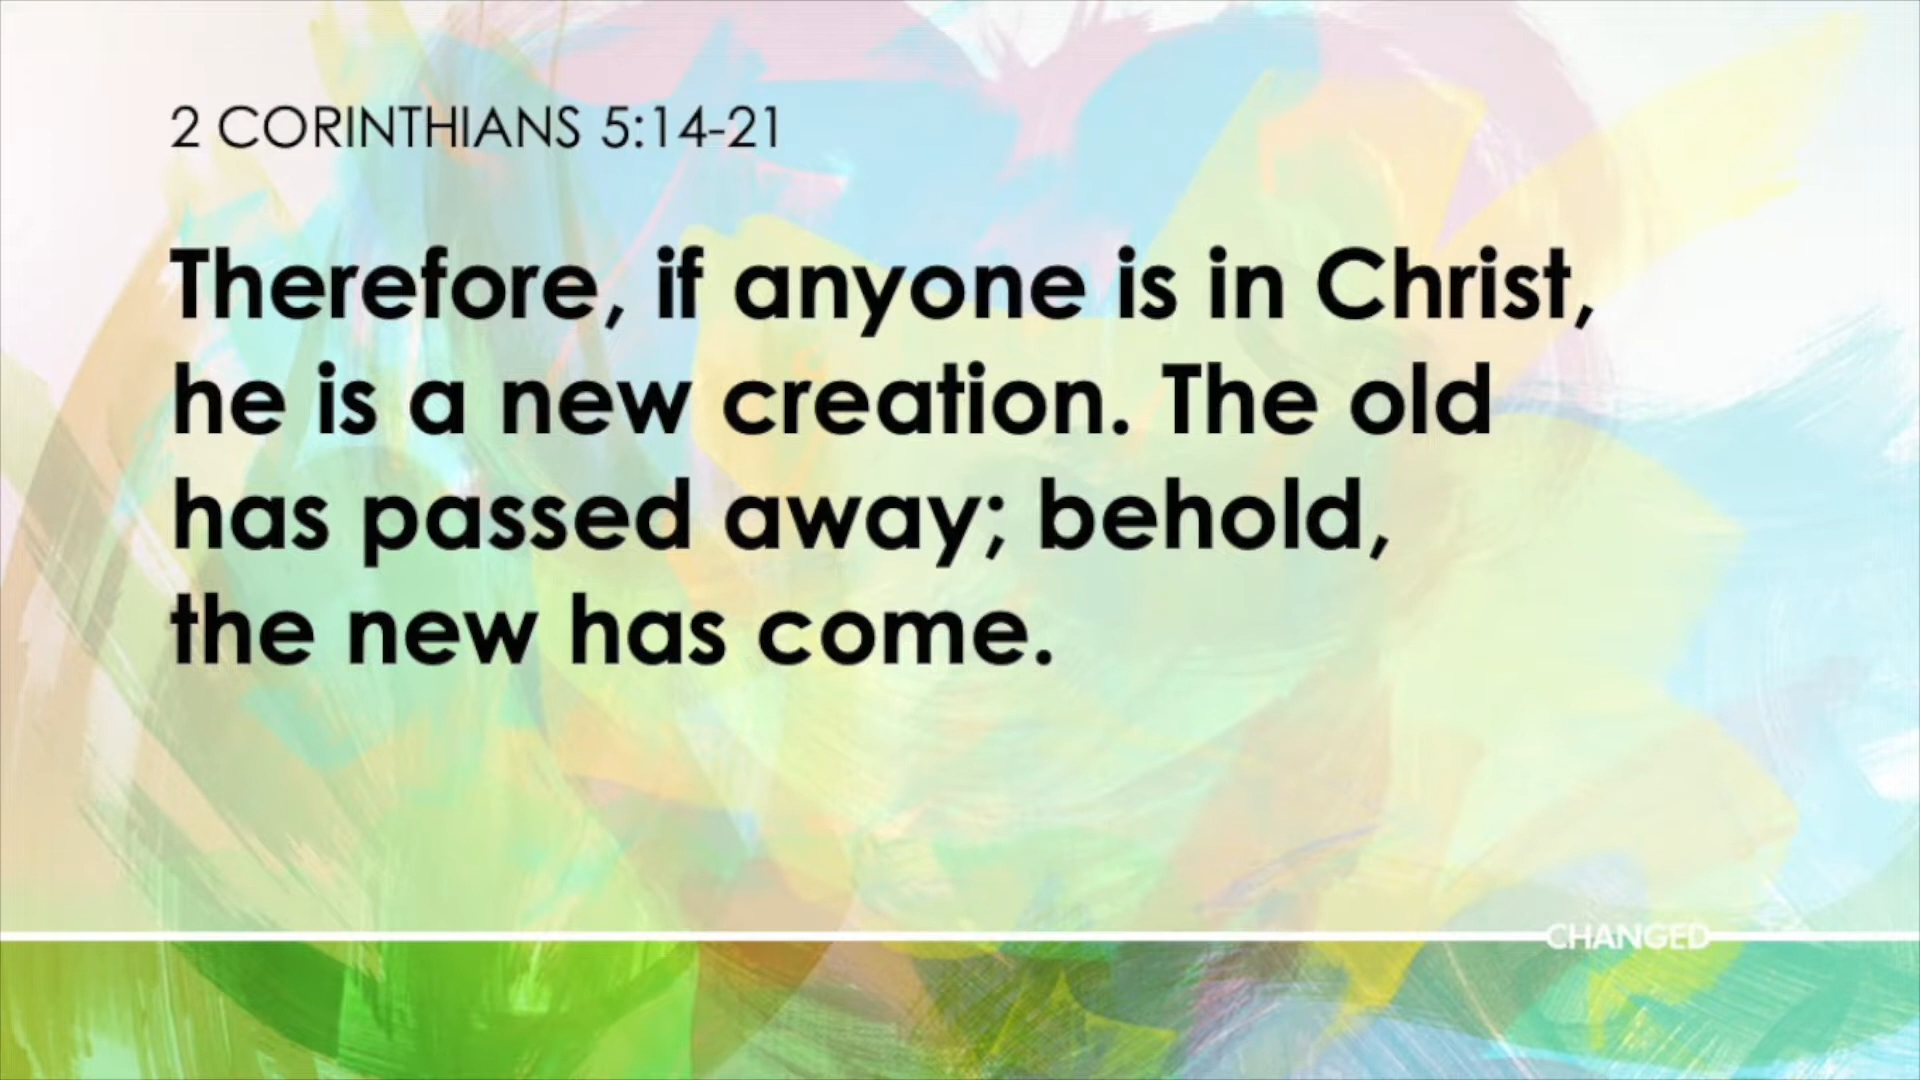 2 CORINTHIANS 5:14-21
Therefore, if anyone is in Christ,
he is a new creation. The old
has passed away; behold,
the new has come.
CHANGED